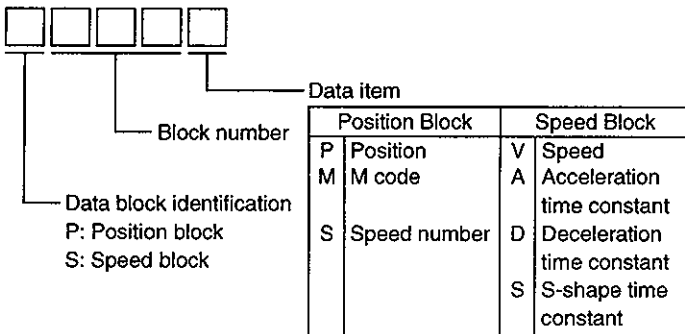 Data item
Block number
Data block identification
P: Position block
S: Speed block
Position Block Speed Block
P Position V Speed
M M code A Acceleration
time constant
S Speed number D Deceleration
time constant
S S-shape time
constant